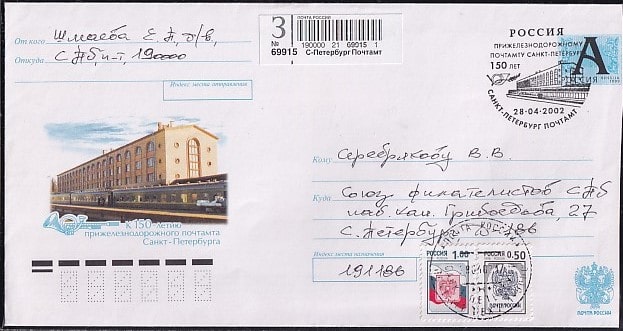 От кого Шмаева Е. П, д/в,
Откуда СПб, п-т, 190000
Индекс места отправления
З
ПОЧТА РОССИИ
190000 21 69915 1
№ 69915 С-Петербург Почтамт
РОССИЯ
ПРИЖЕЛЕЗНОДОРОЖНОМУ
ПОЧТАМТУ САНКТ-ПЕТЕРБУРГ
150 ЛЕТ
28-04-2002
САНКТ-ПЕТЕРБУРГ ПОЧТАМТ
А
РОССИЯ
К 150-летию
прижелезнодорожного почтамта
Санкт-Петербурга
Кому Серебрякову В. В.
Куда Союз филателистов СПб
наб кан. Грибоедова 27
С. Петербург
Индекс места назначения
191186
РОССИЯ 1.00
РОССИЯ 0.50
ПОЧТА РОССИИ